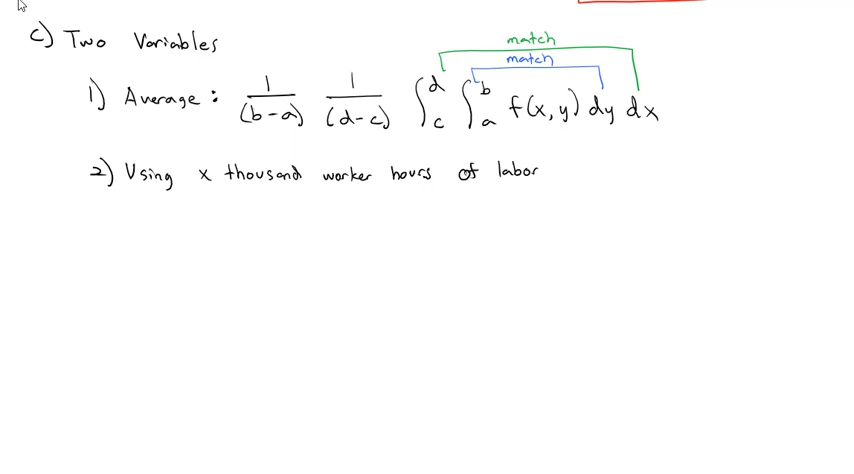 match
c) Two Variables
match
1) Average: 1/(b-a) 1/(d-c) ∫_c^d ∫_a^b f(x,y) dy dx
2) Using x thousand worker hours of labor